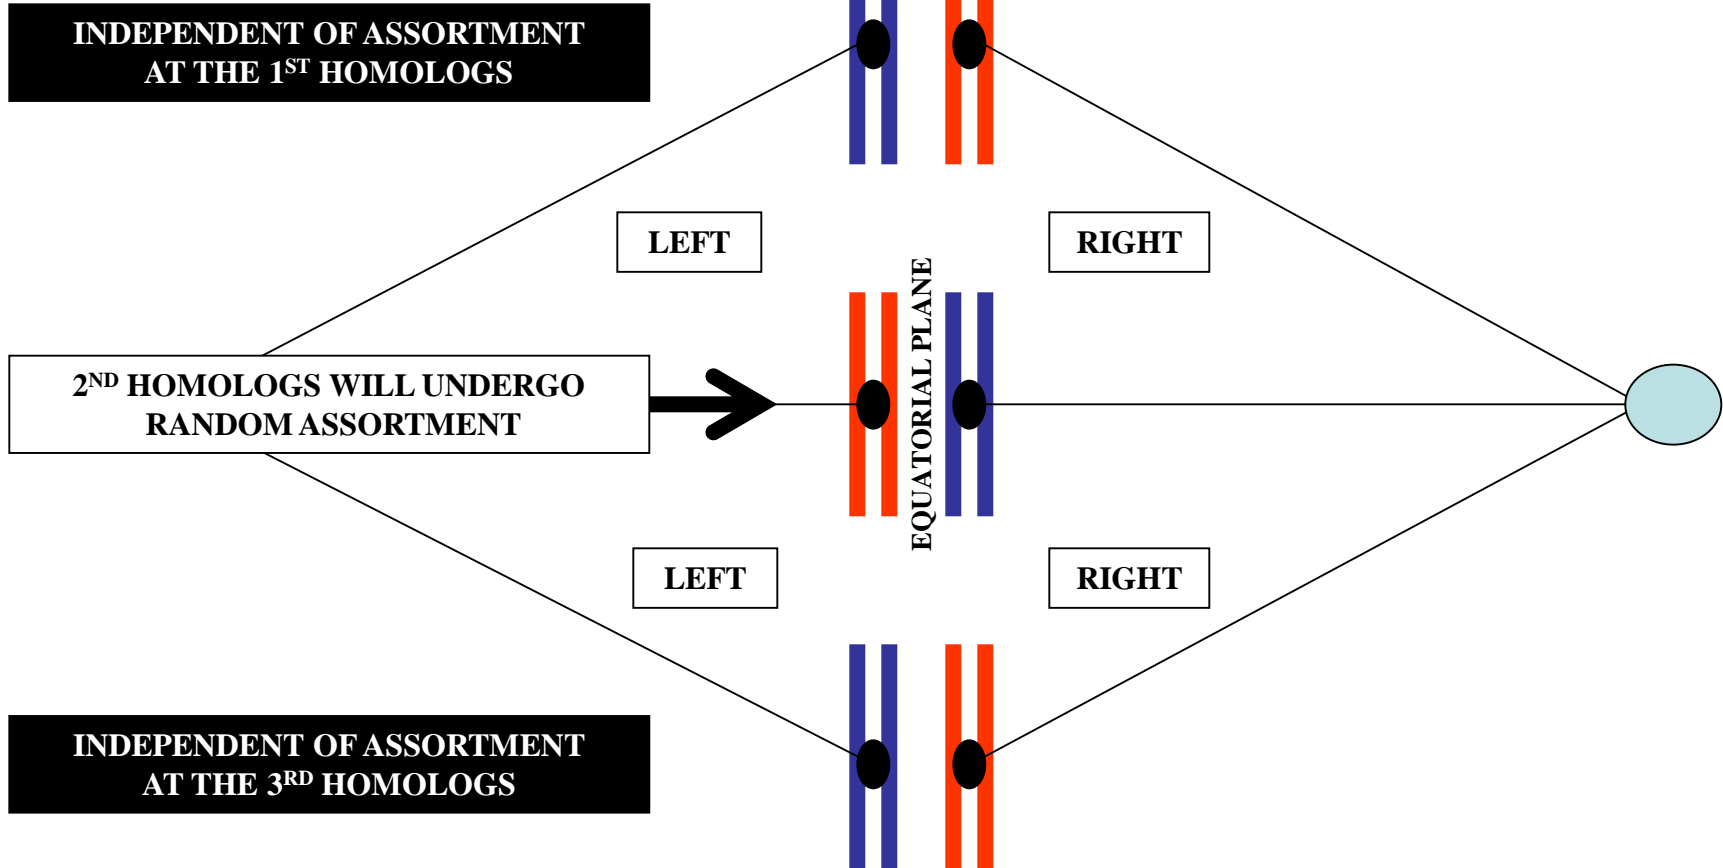 INDEPENDENT OF ASSORTMENT
AT THE 1ST HOMOLOGS
LEFT
RIGHT
EQUATORIAL PLANE
2ND HOMOLOGS WILL UNDERGO
RANDOM ASSORTMENT
LEFT
RIGHT
INDEPENDENT OF ASSORTMENT
AT THE 3RD HOMOLOGS